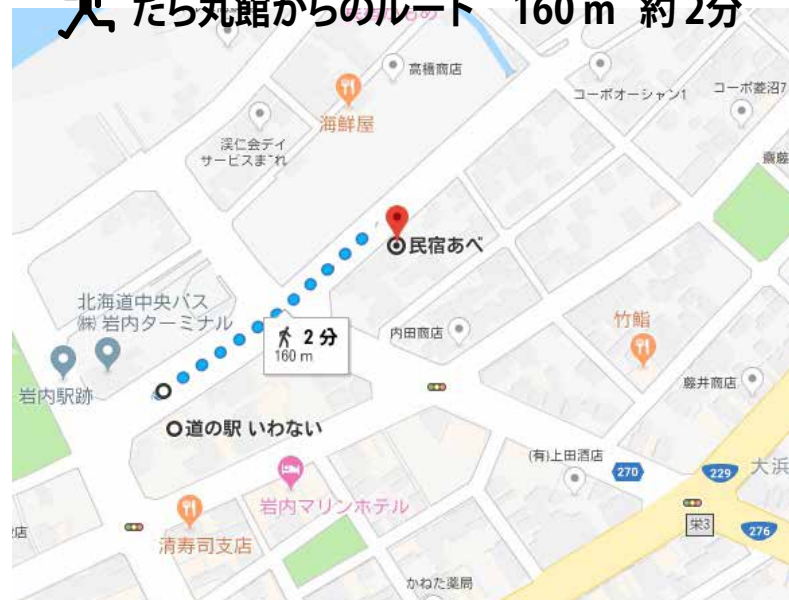 たら丸館からのルート 160 m 約 2分
高橋商店
海鮮屋
コーポオーシャン1
コーポ菱沼7
渓仁会デイ
サービスま~れ
民宿あべ
北海道中央バス
㈱ 岩内ターミナル
2 分
160 m
内田商店
竹鮨
岩内駅跡
藤井商店
道の駅 いわない
(有)上田酒店
270
229
大浜
岩内マリンホテル
店
清寿司支店
栄3
276
かねた薬局